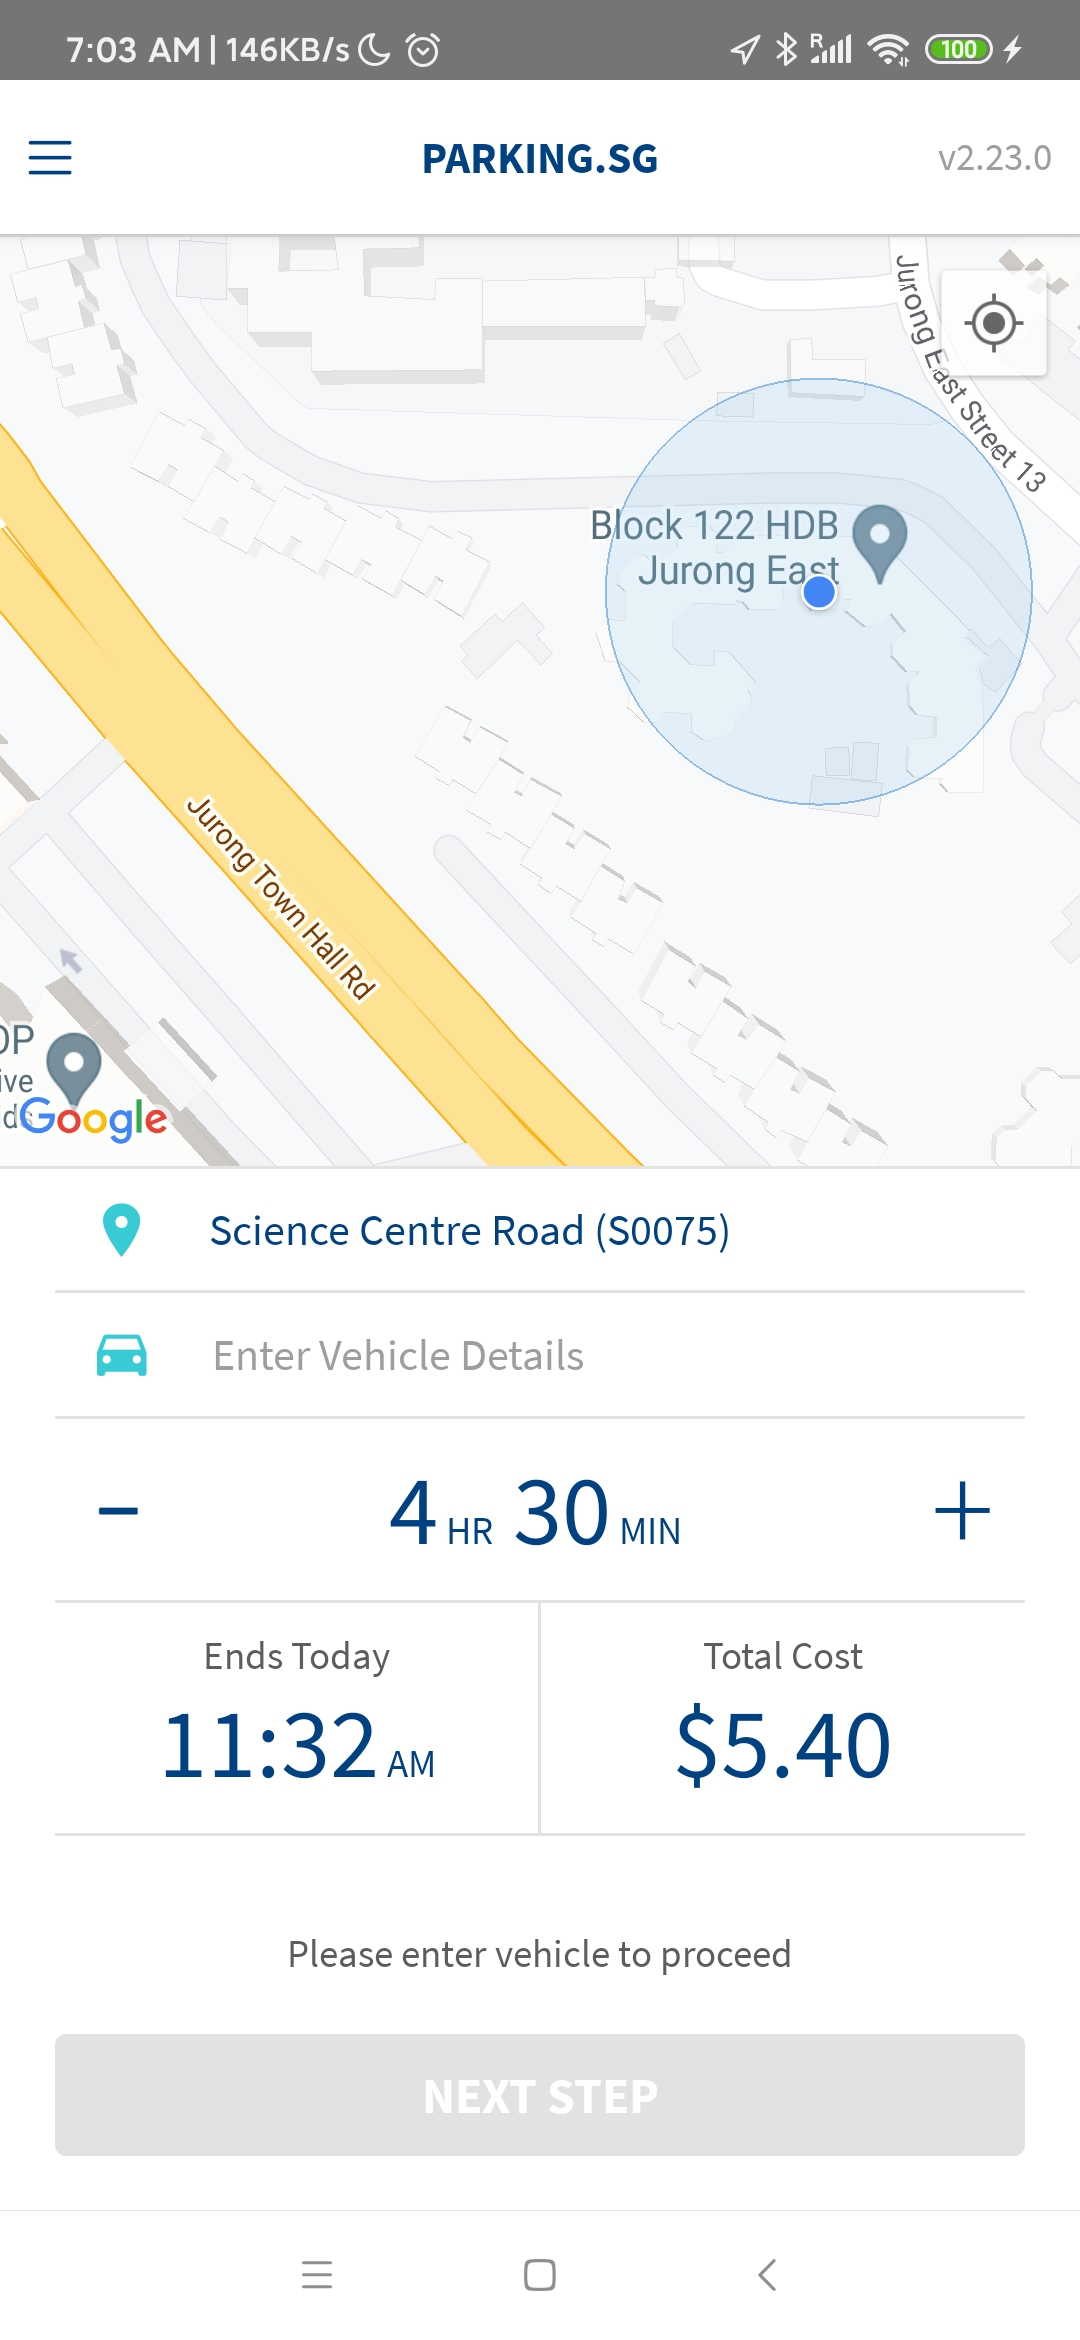 7:03 AM | 146KB/s
R
100
PARKING.SG
v2.23.0
Jurong East Street 13
Block 122 HDB
Jurong East
Jurong Town Hall Rd
OP
ive
ds
Google
Science Centre Road (S0075)
Enter Vehicle Details
4 HR 30 MIN
Ends Today
Total Cost
11:32 AM
$5.40
Please enter vehicle to proceed
NEXT STEP